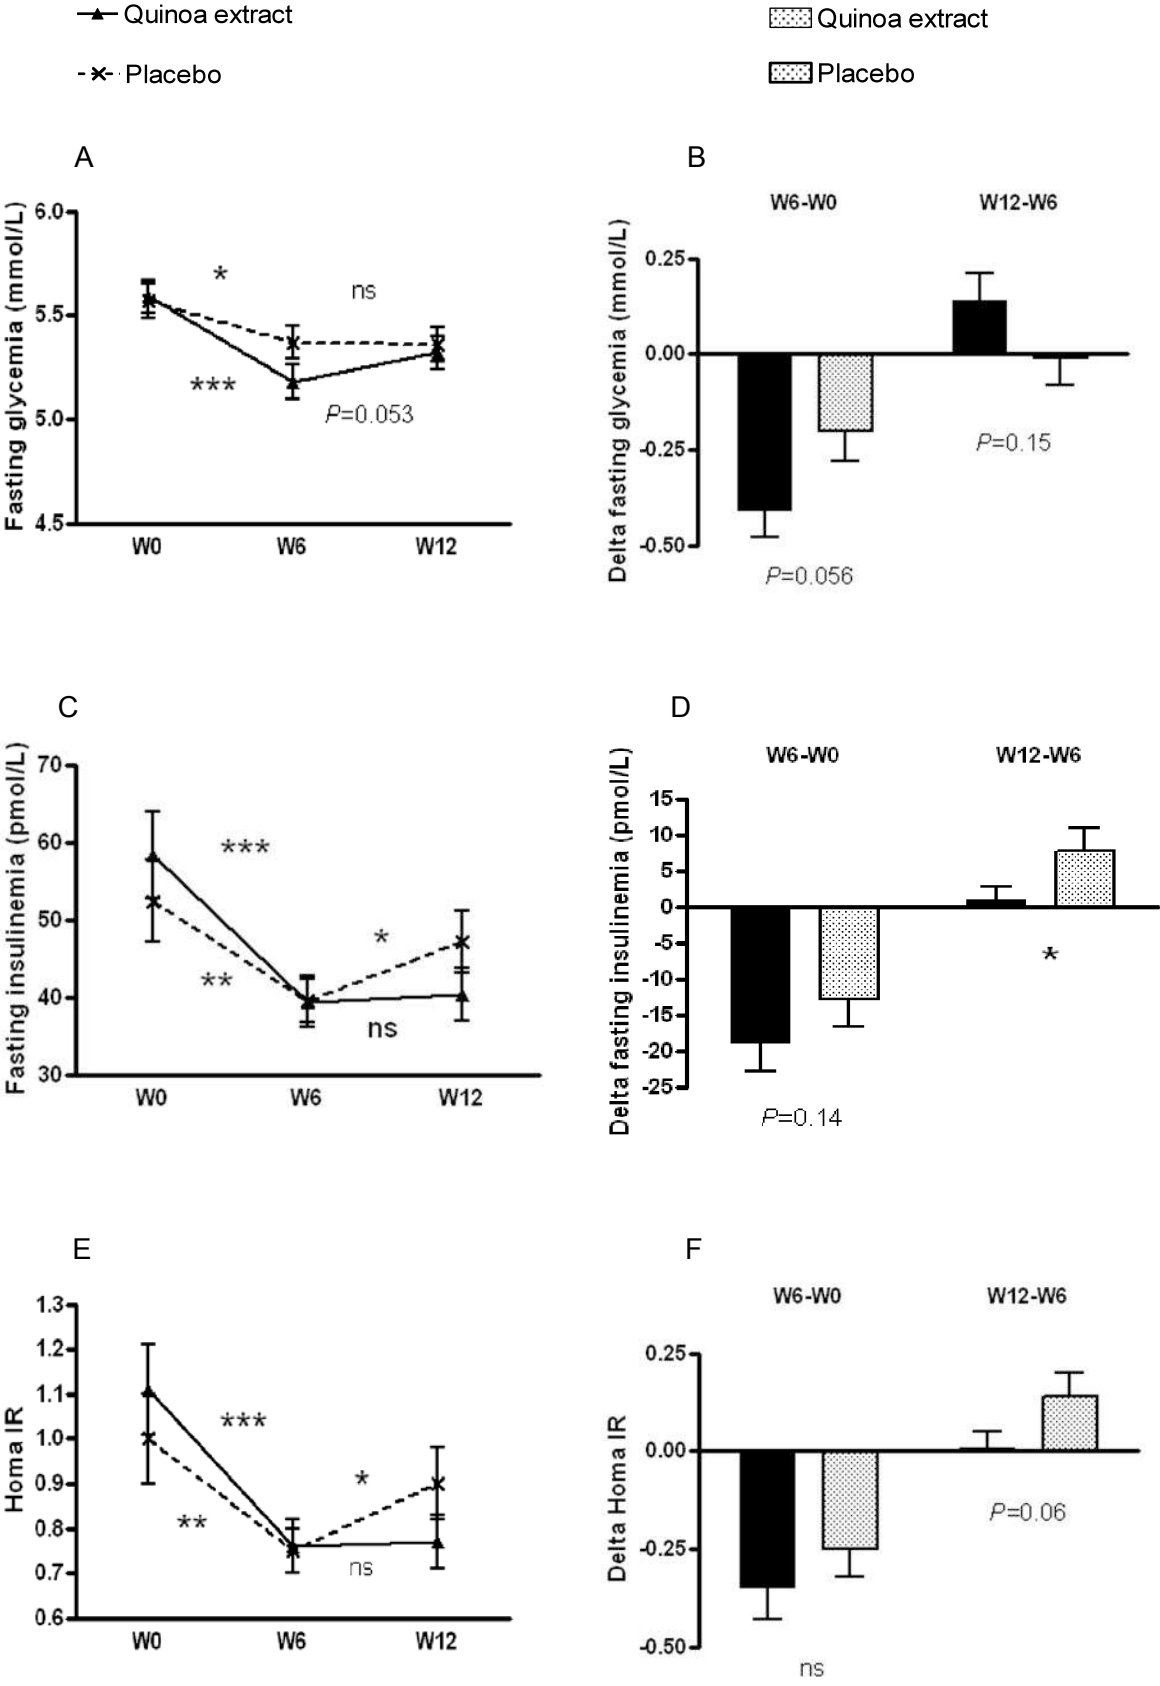 Quinoa extract
Placebo
Quinoa extract
Placebo
A
Fasting glycemia (mmol/L)
6.0
5.5
5.0
4.5
*
ns
***
P=0.053
W0 W6 W12
B
W6-W0 W12-W6
Delta fasting glycemia (mmol/L)
0.25
0.00
-0.25
-0.50
P=0.15
P=0.056
C
Fasting insulinemia (pmol/L)
70
60
50
40
30
***
*
**
ns
W0 W6 W12
D
W6-W0 W12-W6
Delta fasting insulinemia (pmol/L)
15
10
5
0
-5
-10
-15
-20
-25
*
P=0.14
E
Homa IR
1.3
1.2
1.1
1.0
0.9
0.8
0.7
0.6
***
*
**
ns
W0 W6 W12
F
W6-W0 W12-W6
Delta Homa IR
0.25
0.00
-0.25
-0.50
P=0.06
ns